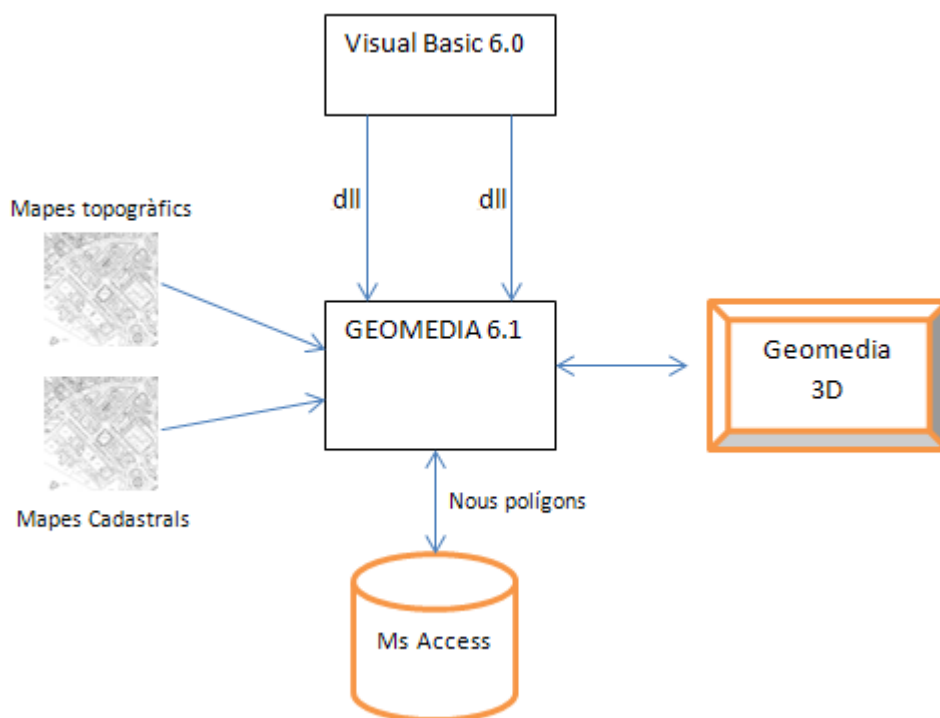 Visual Basic 6.0
dll
dll
Mapes topogràfics
GEOMEDIA 6.1
Geomedia
3D
Nous polígons
Mapes Cadastrals
Ms Access